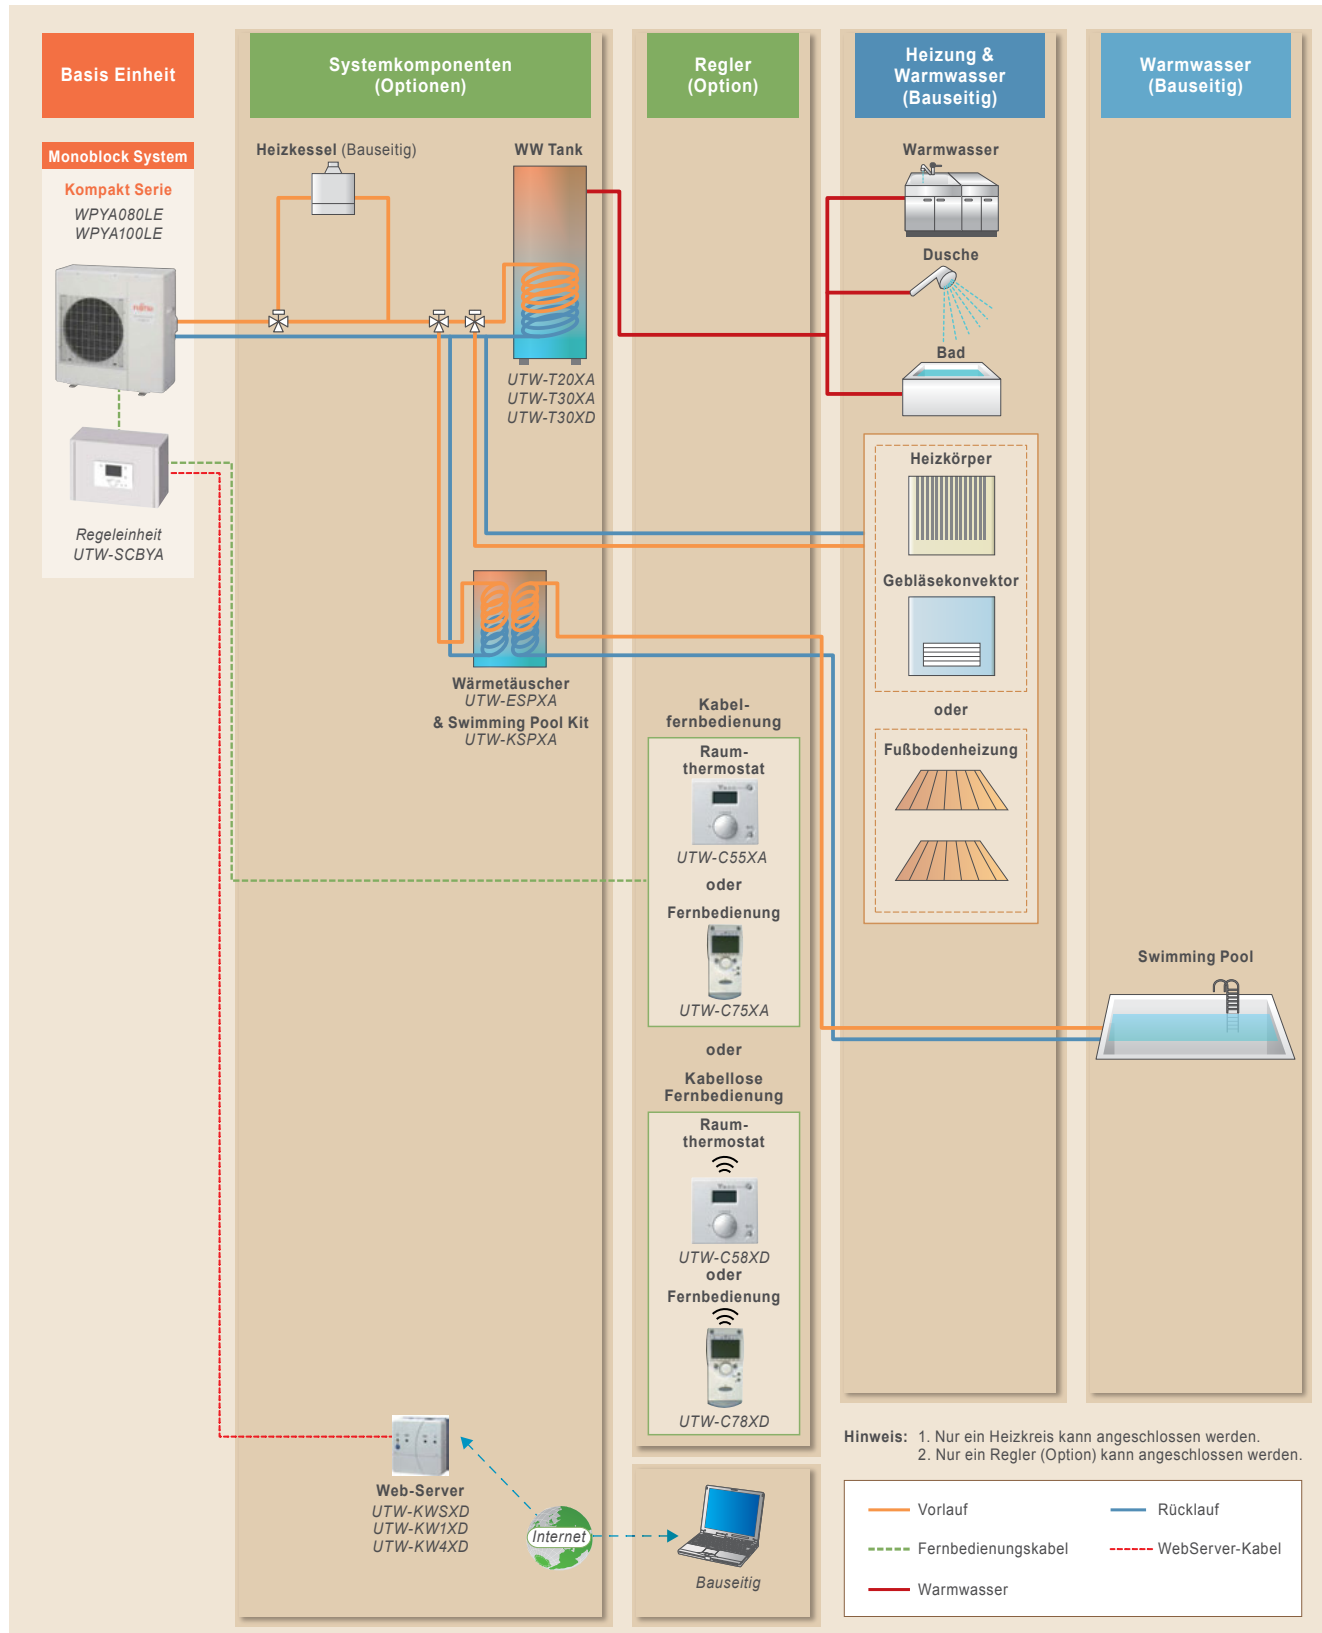 Basis Einheit
Systemkomponenten
(Optionen)
Regler
(Option)
Heizung &
Warmwasser
(Bauseitig)
Warmwasser
(Bauseitig)
Monoblock System
Kompakt Serie
WPYA080LE
WPYA100LE
FUJITSU
Regeleinheit
UTW-SCBYA
Heizkessel (Bauseitig)
WW Tank
UTW-T20XA
UTW-T30XA
UTW-T30XD
Wärmetäuscher
UTW-ESPXA
& Swimming Pool Kit
UTW-KSPXA
Kabel-
fernbedienung
Raum-
thermostat
UTW-C55XA
oder
Fernbedienung
UTW-C75XA
oder
Kabellose
Fernbedienung
Raum-
thermostat
UTW-C58XD
oder
Fernbedienung
UTW-C78XD
Warmwasser
Dusche
Bad
Heizkörper
Gebläsekonvektor
oder
Fußbodenheizung
Swimming Pool
Web-Server
UTW-KWSXD
UTW-KW1XD
UTW-KW4XD
Internet
Bauseitig
Hinweis: 1. Nur ein Heizkreis kann angeschlossen werden.
2. Nur ein Regler (Option) kann angeschlossen werden.
Vorlauf
Rücklauf
Fernbedienungskabel
WebServer-Kabel
Warmwasser